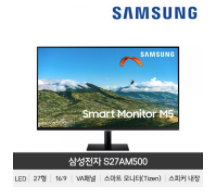 SAMSUNG
SAMSUNG
Smart Monitor M5
삼성전자 S27AM500
LED | 27형 | 16:9 | VA패널 | 스마트 모니터(Tizen) | 스피커 내장